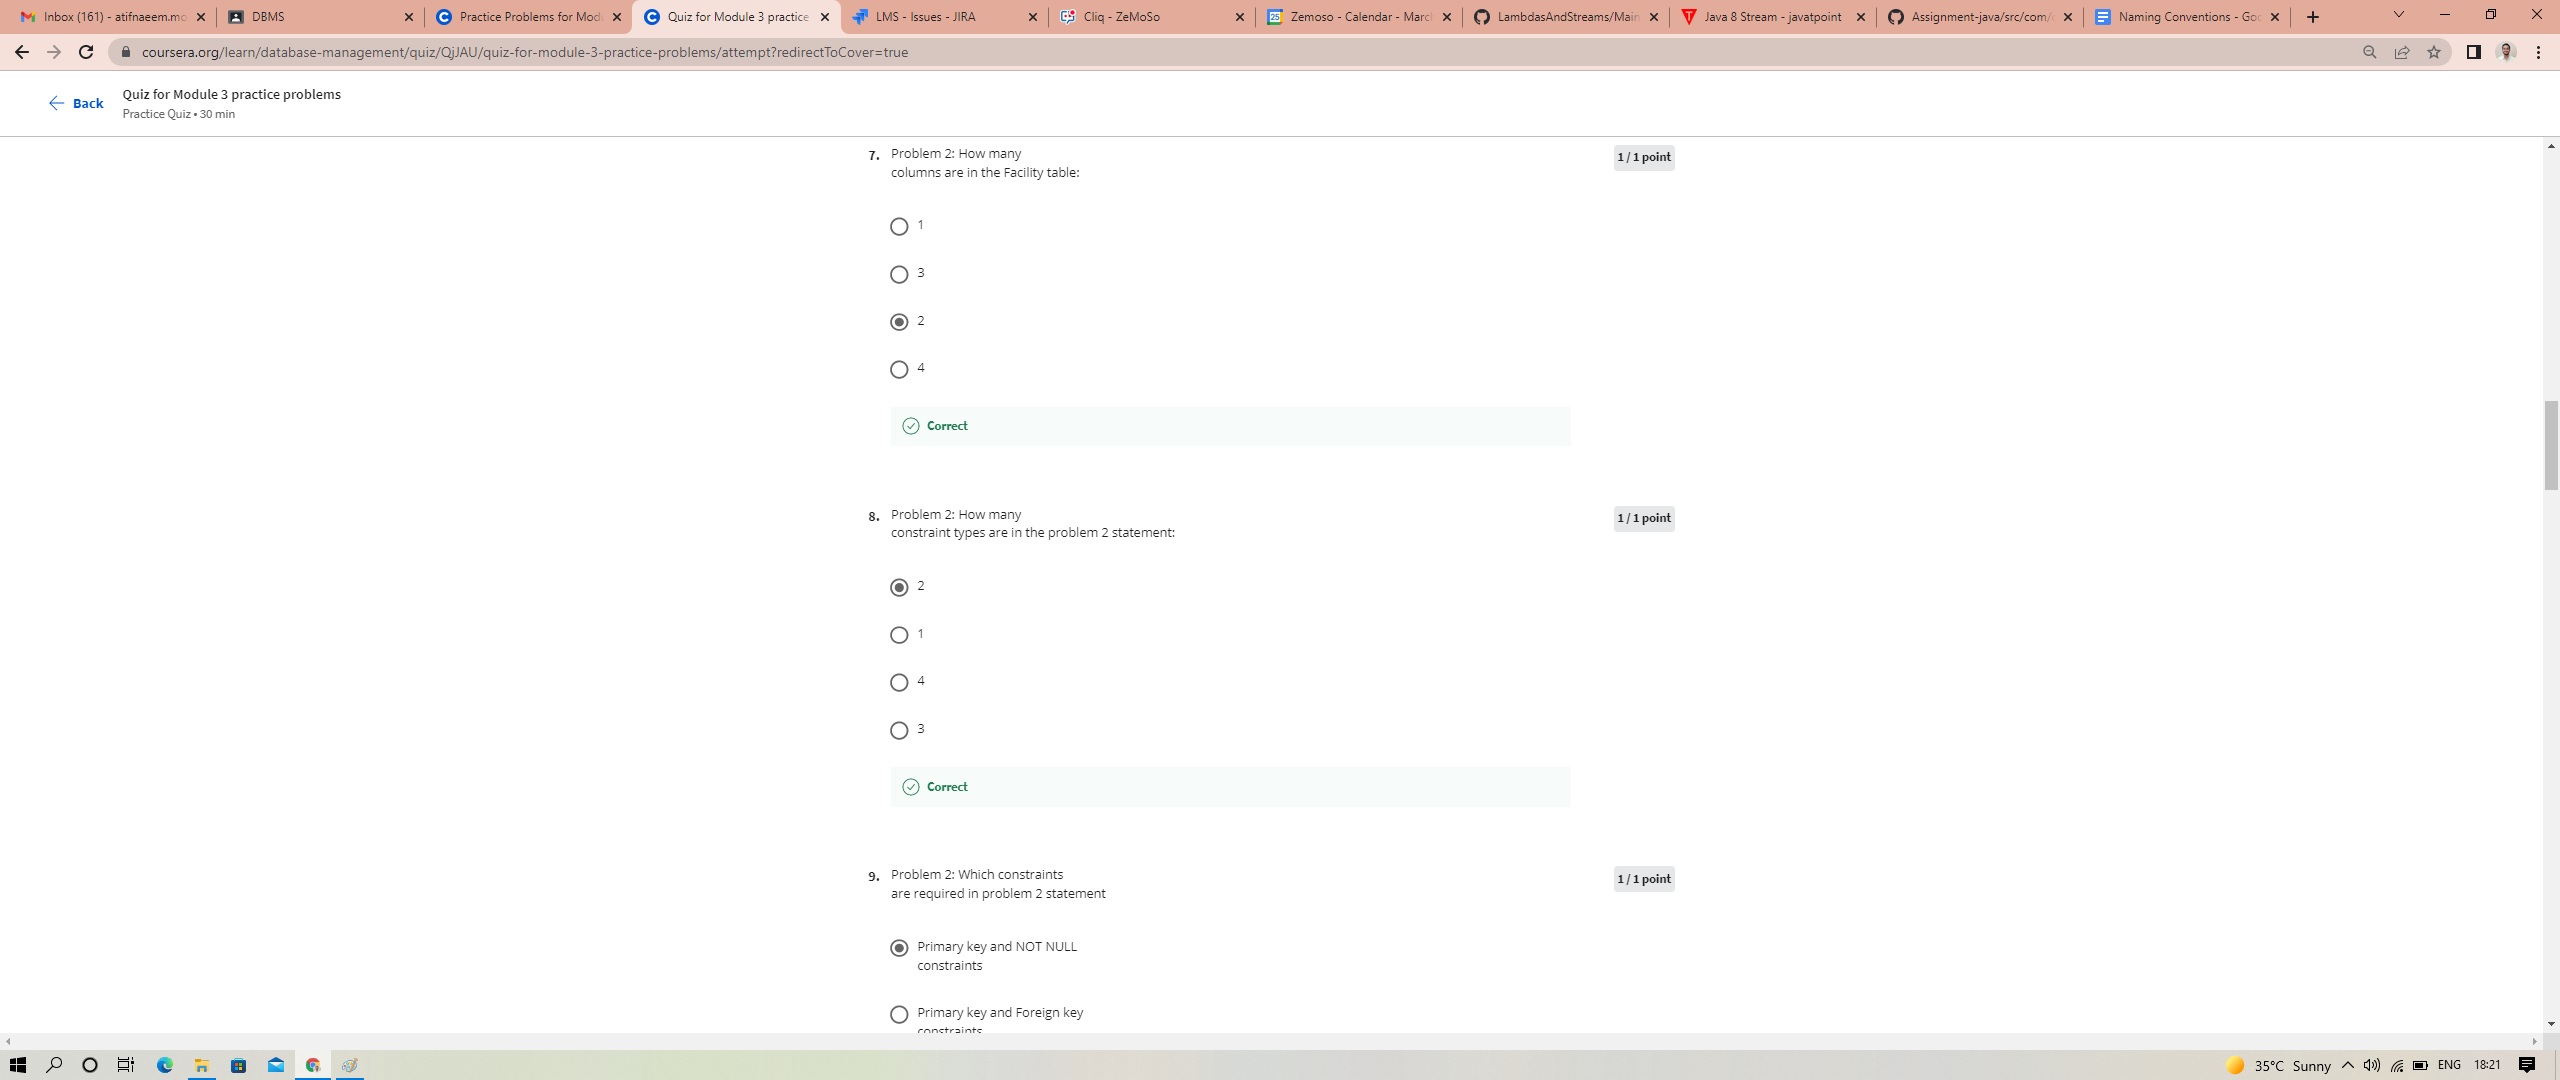 Inbox (161) - atifnaeem.mo
DBMS
Practice Problems for Mod
Quiz for Module 3 practice
LMS - Issues - JIRA
Cliq - ZeMoSo
25
Zemoso - Calendar - Marc
LambdasAndStreams/Main
Java 8 Stream - javatpoint
Assignment-java/src/com/
Naming Conventions - Goo
coursera.org/learn/database-management/quiz/QjJAU/quiz-for-module-3-practice-problems/attempt?redirectToCover=true
Back
Quiz for Module 3 practice problems
Practice Quiz • 30 min
7. Problem 2: How many
columns are in the Facility table:
1 / 1 point
1
3
2
4
Correct
8. Problem 2: How many
constraint types are in the problem 2 statement:
1 / 1 point
2
1
4
3
Correct
9. Problem 2: Which constraints
are required in problem 2 statement
1 / 1 point
Primary key and NOT NULL
constraints
Primary key and Foreign key
constraints
35°C Sunny
ENG
18:21